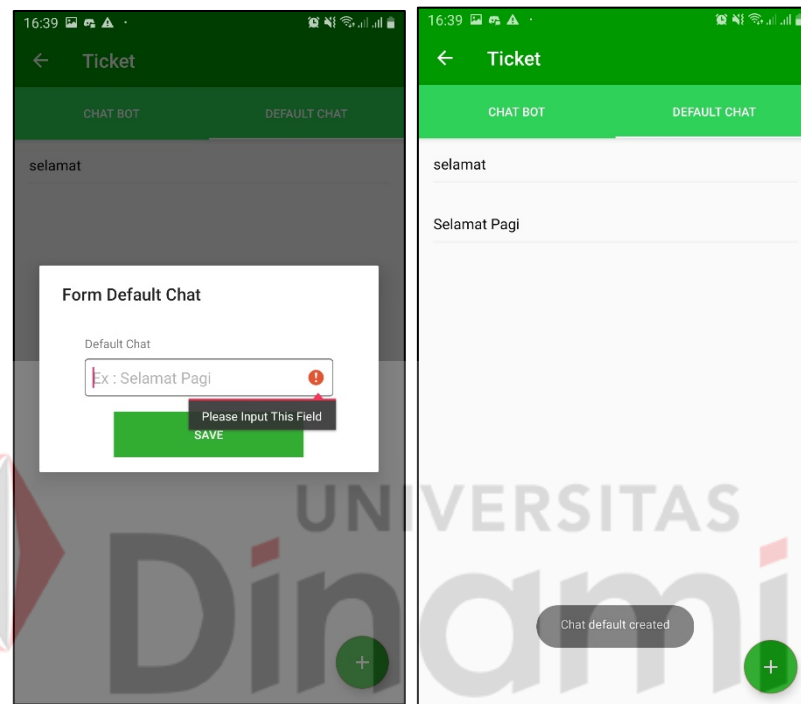 16:39
Ticket
CHAT BOT DEFAULT CHAT
selamat
Form Default Chat
Default Chat
Ex : Selamat Pagi
Please Input This Field
SAVE
16:39
Ticket
CHAT BOT DEFAULT CHAT
selamat
Selamat Pagi
Chat default created
UNIVERSITAS
Dinami